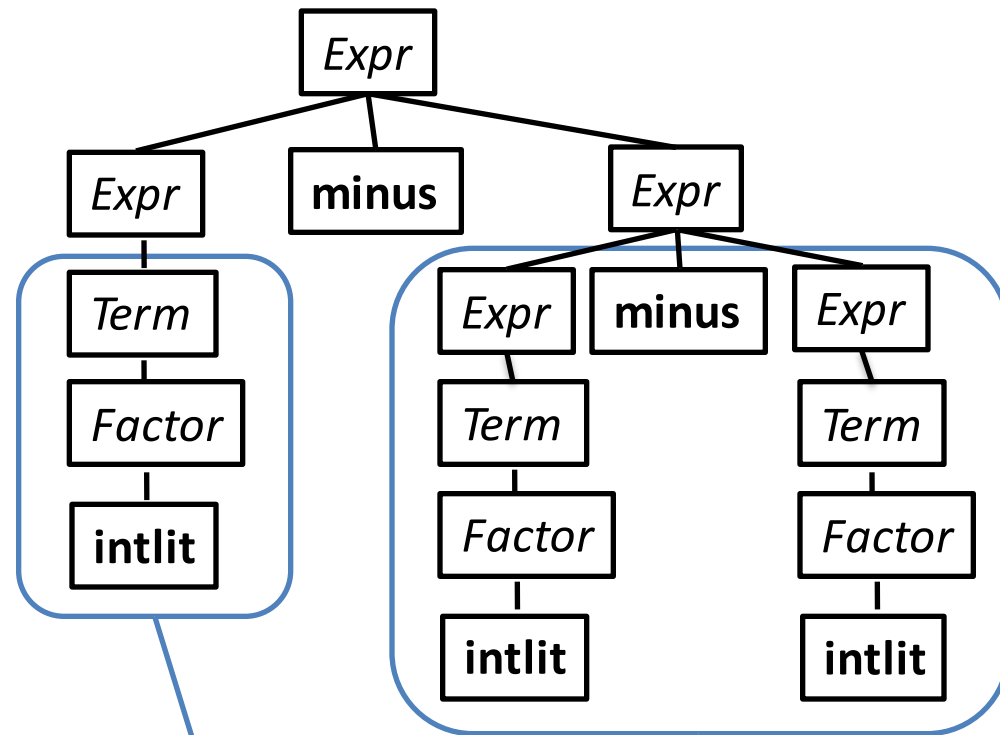 Expr
Expr
minus
Expr
Term
Expr
minus
Expr
Factor
Term
Term
intlit
Factor
Factor
intlit
intlit